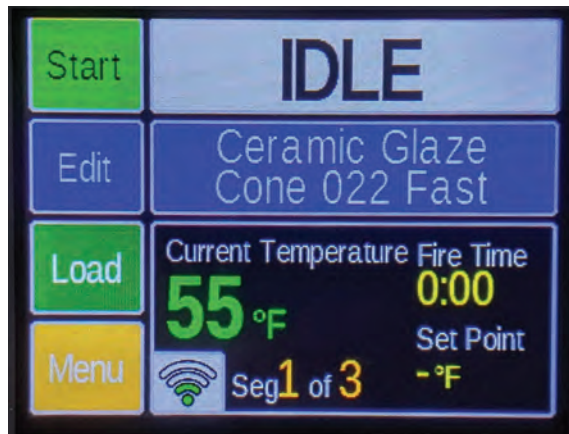 Start
IDLE
Edit
Ceramic Glaze
Cone 022 Fast
Load
Menu
Current Temperature
55 °F
Fire Time
0:00
Set Point
- °F
Seg1 of 3